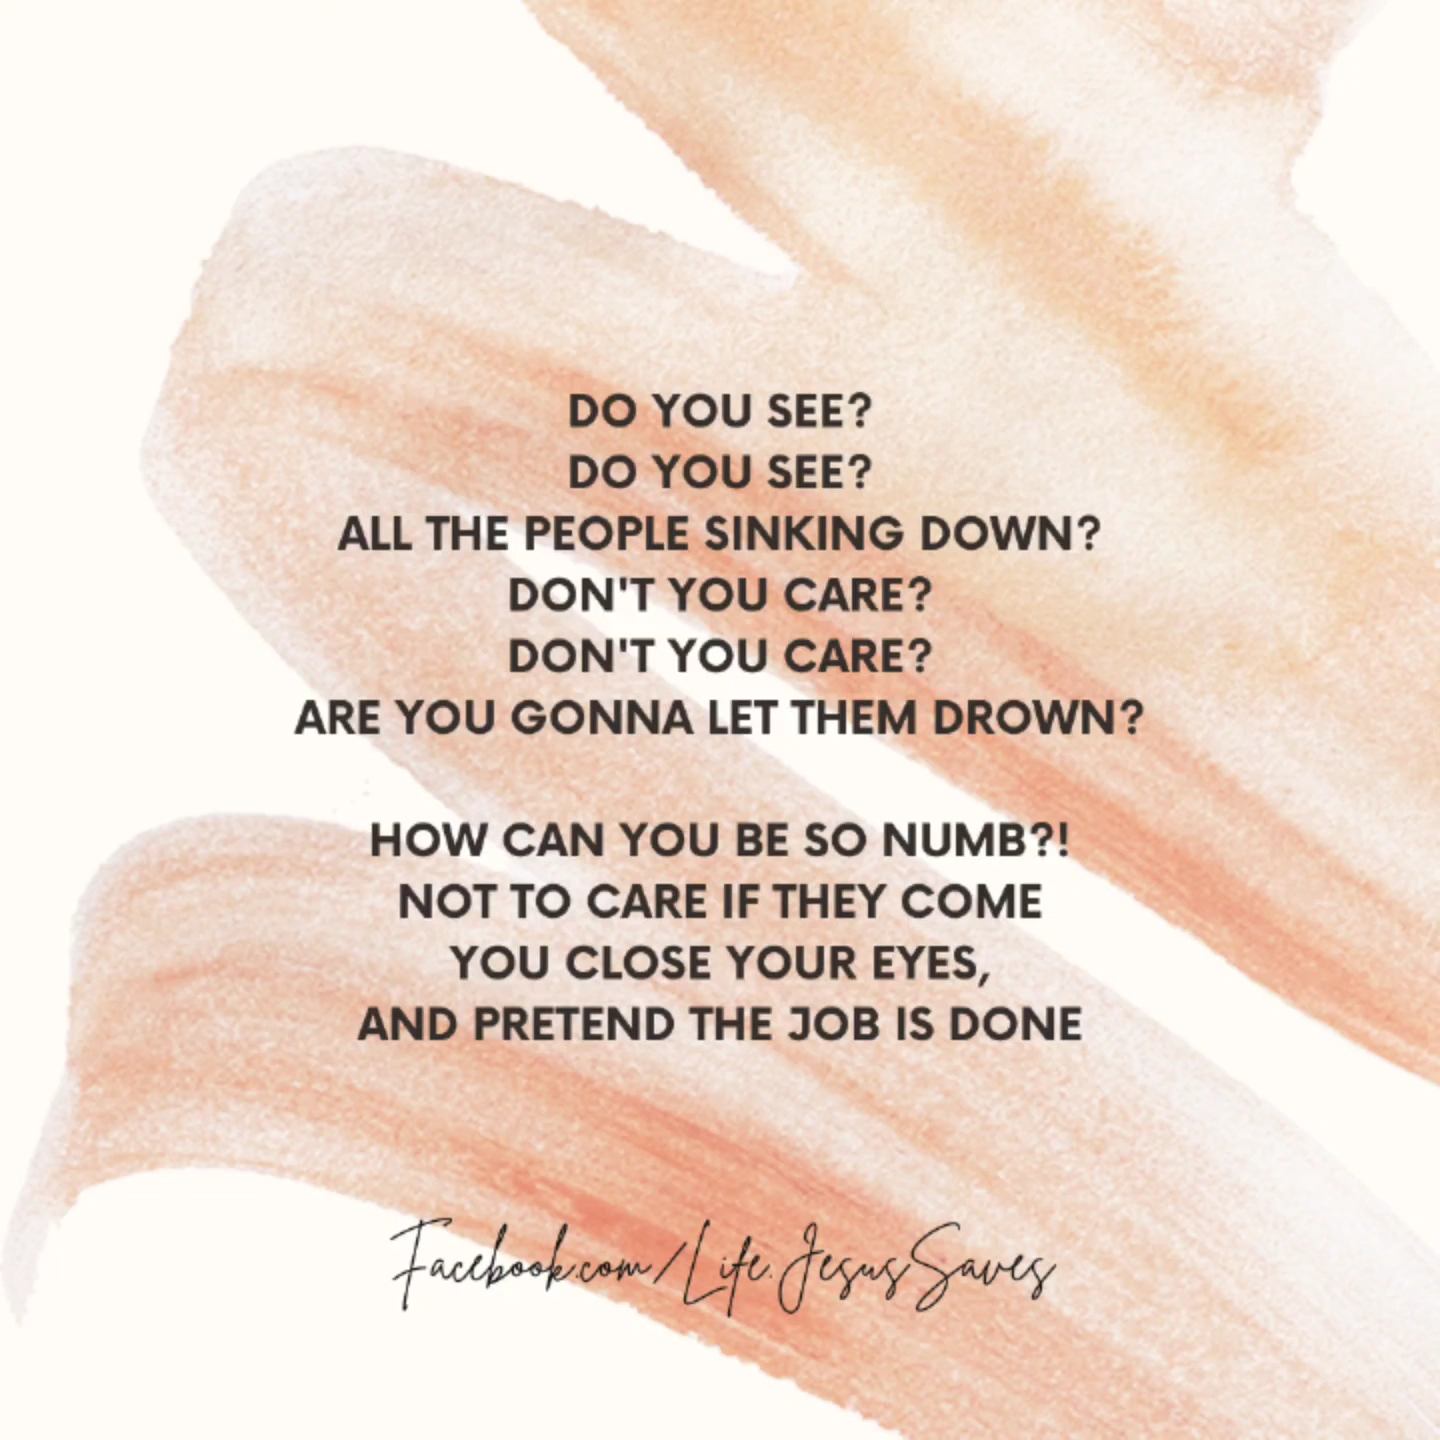 DO YOU SEE?
DO YOU SEE?
ALL THE PEOPLE SINKING DOWN?
DON'T YOU CARE?
DON'T YOU CARE?
ARE YOU GONNA LET THEM DROWN?
HOW CAN YOU BE SO NUMB?!
NOT TO CARE IF THEY COME
YOU CLOSE YOUR EYES,
AND PRETEND THE JOB IS DONE
Facebook.com/Life.JesusSaves